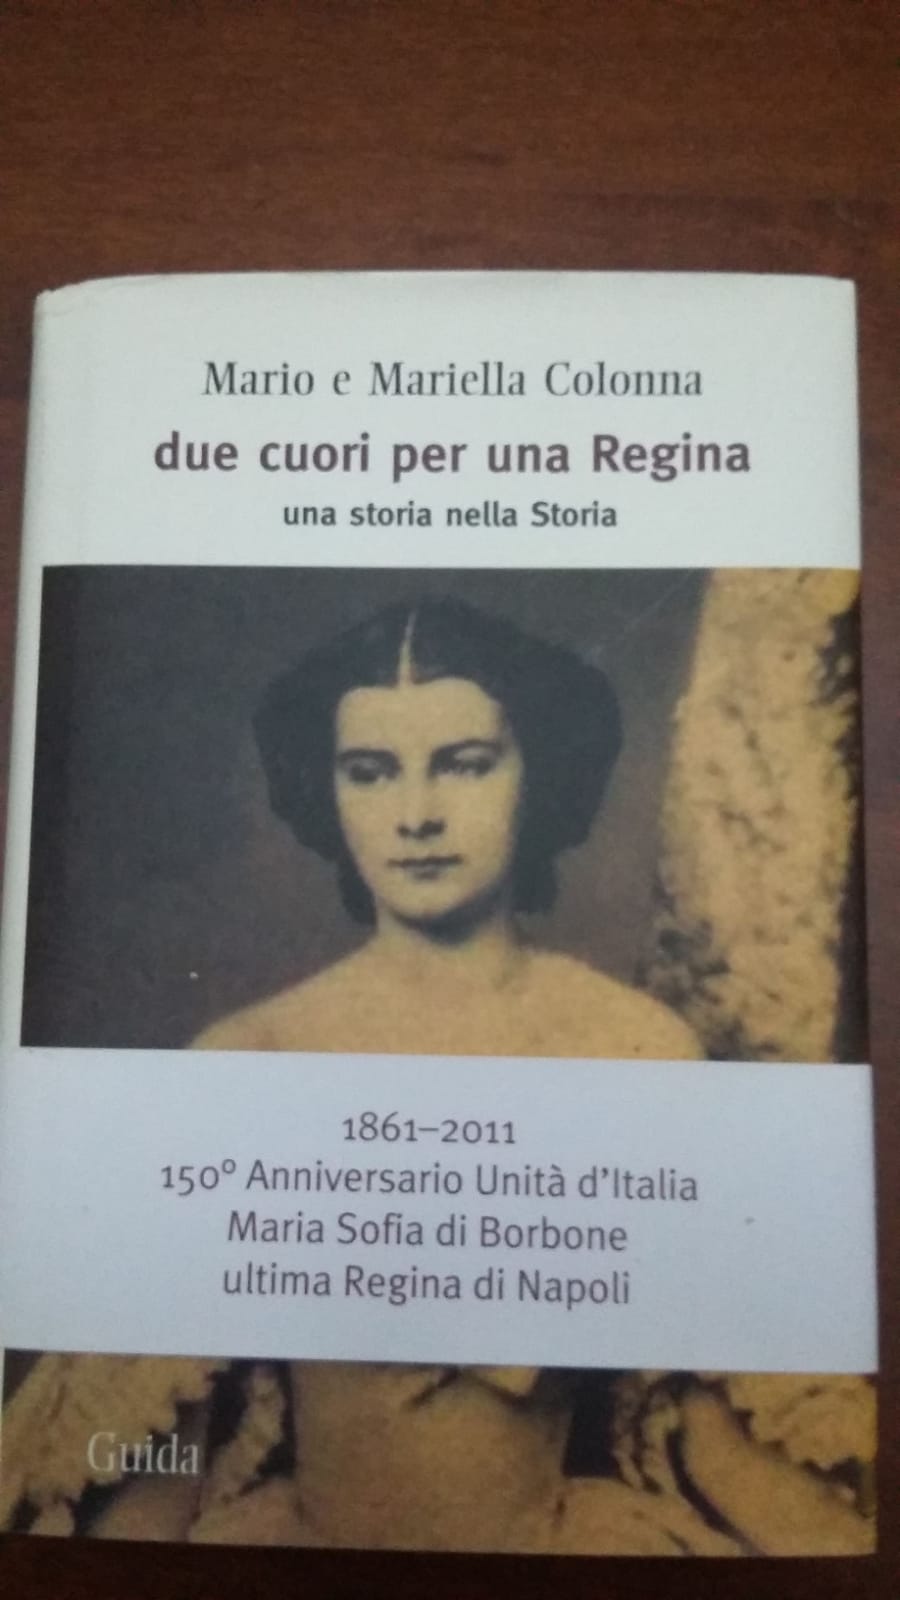 Mario e Mariella Colonna
due cuori per una Regina
una storia nella Storia
1861–2011
150° Anniversario Unità d'Italia
Maria Sofia di Borbone
ultima Regina di Napoli
Guida